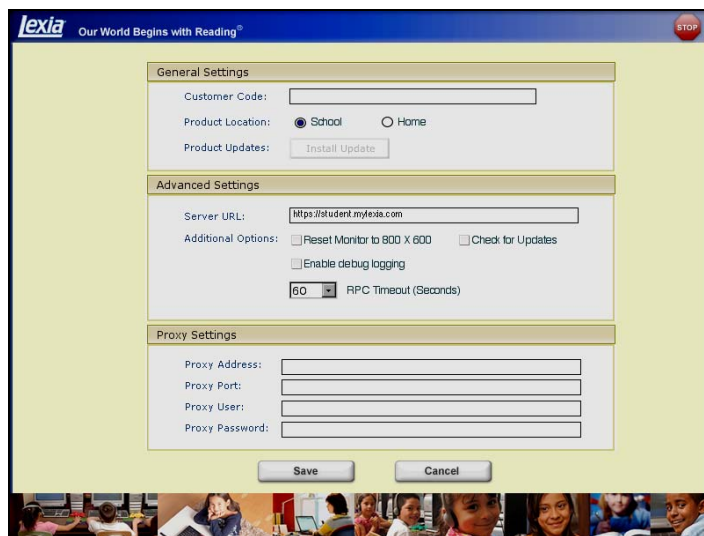 lexia Our World Begins with Reading®
STOP
General Settings
Customer Code:
Product Location: School Home
Product Updates: Install Update
Advanced Settings
Server URL: https://student.mylexia.com
Additional Options: Reset Monitor to 800 X 600 Check for Updates
Enable debug logging
60 RPC Timeout (Seconds)
Proxy Settings
Proxy Address:
Proxy Port:
Proxy User:
Proxy Password:
Save Cancel